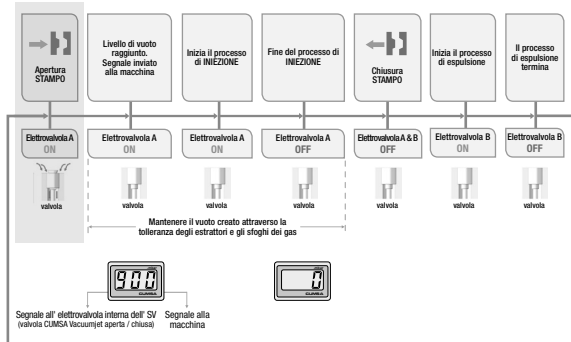 Apertura
STAMPO
Livello di vuoto
raggiunto.
Segnale inviato
alla macchina
Inizia il processo
di INIEZIONE
Fine del processo di
INIEZIONE
Chiusura
STAMPO
Inizia il processo
di espulsione
Il processo
di espulsione
termina
Elettrovalvola A
ON
Elettrovalvola A
ON
Elettrovalvola A
ON
Elettrovalvola A
OFF
Elettrovalvola A & B
OFF
Elettrovalvola B
ON
Elettrovalvola B
OFF
valvola
valvola
valvola
valvola
valvola
valvola
valvola
Mantenere il vuoto creato attraverso la
tolleranza degli estrattori e gli sfoghi dei gas
900
CUMSA
0
CUMSA
Segnale all' elettrovalvola interna dell' SV
(valvola CUMSA Vacuumjet aperta / chiusa)
Segnale alla
macchina